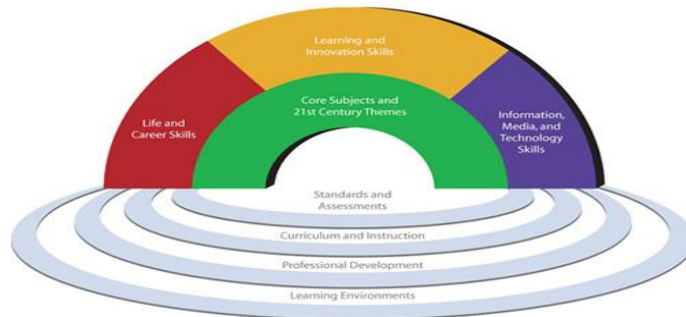 Learning and
Innovation Skills
Core Subjects and
21st Century Themes
Life and
Career Skills
Information,
Media, and
Technology
Skills
Standards and
Assessments
Curriculum and Instruction
Professional Development
Learning Environments